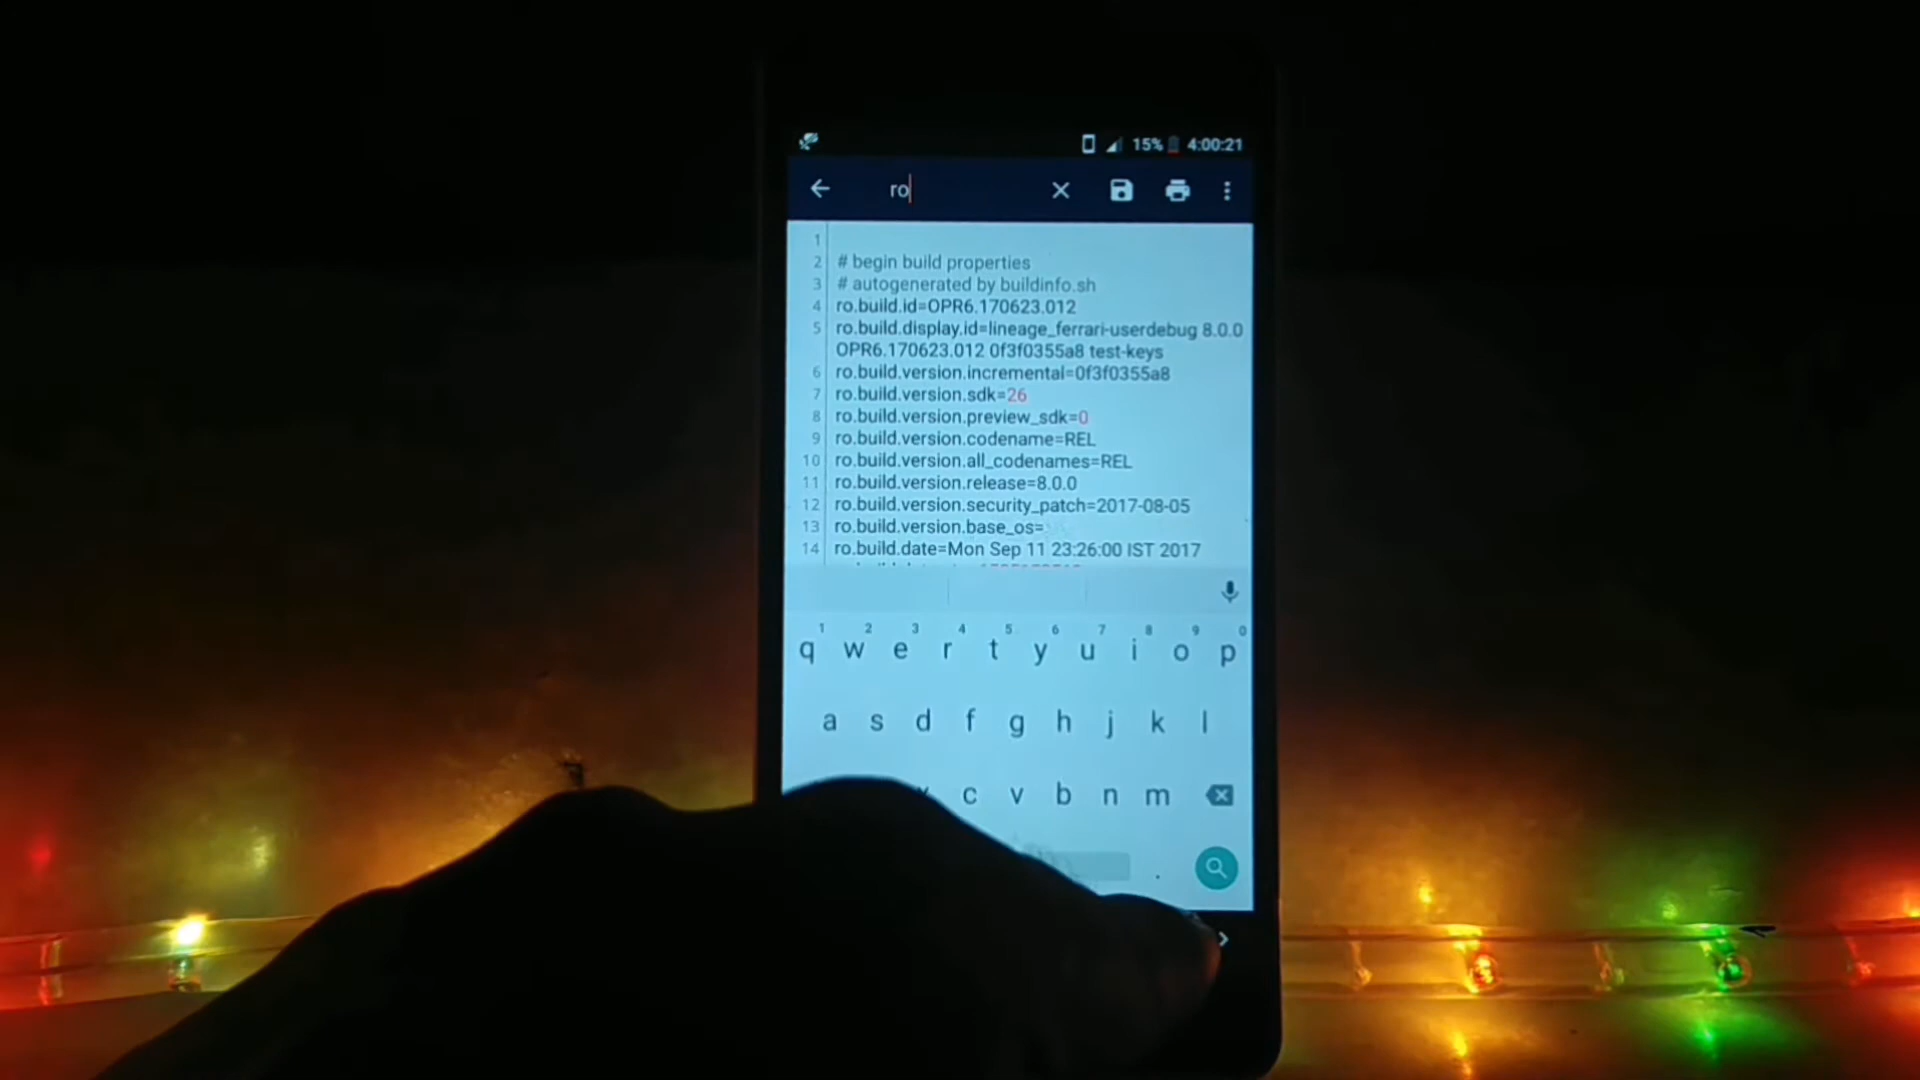 15% 4:00:21
ro
1
2 # begin build properties
3 # autogenerated by buildinfo.sh
4 ro.build.id=OPR6.170623.012
5 ro.build.display.id=lineage_ferrari-userdebug 8.0.0
OPR6.170623.012 0f3f0355a8 test-keys
6 ro.build.version.incremental=0f3f0355a8
7 ro.build.version.sdk=26
8 ro.build.version.preview_sdk=0
9 ro.build.version.codename=REL
10 ro.build.version.all_codenames=REL
11 ro.build.version.release=8.0.0
12 ro.build.version.security_patch=2017-08-05
13 ro.build.version.base_os=
14 ro.build.date=Mon Sep 11 23:26:00 IST 2017
1 2 3 4 5 6 7 8 9 0
q w e r t y u i o p
a s d f g h j k l
c v b n m
.